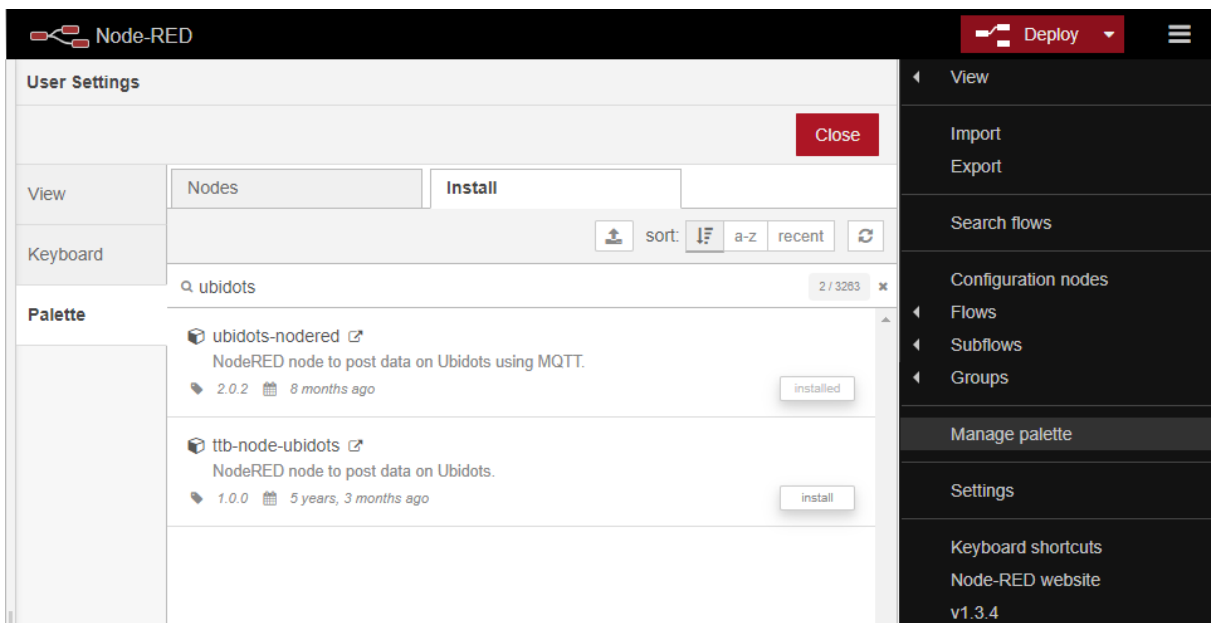 Node-RED
Deploy
User Settings
Close
View
Keyboard
Palette
Nodes
Install
sort:
a-z
recent
ubidots
2 / 3263
ubidots-nodered
NodeRED node to post data on Ubidots using MQTT.
2.0.2 8 months ago
installed
ttb-node-ubidots
NodeRED node to post data on Ubidots.
1.0.0 5 years, 3 months ago
install
View
Import
Export
Search flows
Configuration nodes
Flows
Subflows
Groups
Manage palette
Settings
Keyboard shortcuts
Node-RED website
v1.3.4